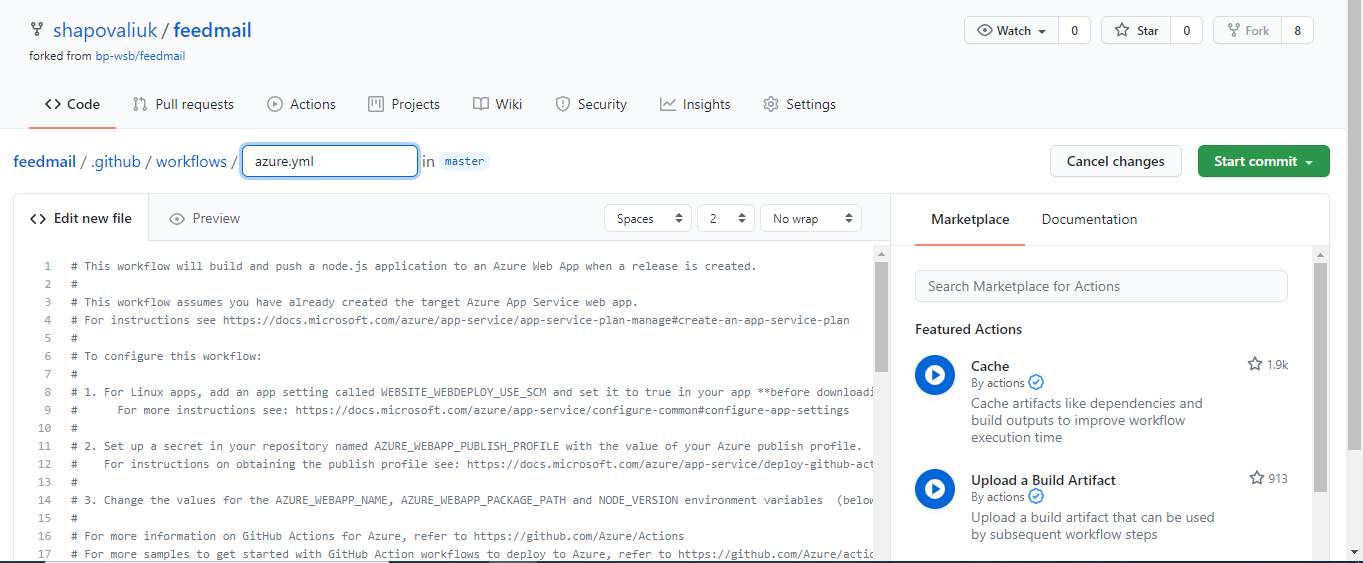 shapovaliuk / feedmail
Watch 0 Star 0 Fork 8
forked from bp-wsb/feedmail
Code Pull requests Actions Projects Wiki Security Insights Settings
feedmail / .github / workflows / azure.yml in master
Cancel changes Start commit
Edit new file Preview
Spaces 2 No wrap
Marketplace Documentation
1 # This workflow will build and push a node.js application to an Azure Web App when a release is created.
2 #
3 # This workflow assumes you have already created the target Azure App Service web app.
4 # For instructions see https://docs.microsoft.com/azure/app-service/app-service-plan-manage#create-an-app-service-plan
5 #
6 # To configure this workflow:
7 #
8 # 1. For Linux apps, add an app setting called WEBSITE_WEBDEPLOY_USE_SCM and set it to true in your app **before downloadi
9 # For more instructions see: https://docs.microsoft.com/azure/app-service/configure-common#configure-app-settings
10 #
11 # 2. Set up a secret in your repository named AZURE_WEBAPP_PUBLISH_PROFILE with the value of your Azure publish profile.
12 # For instructions on obtaining the publish profile see: https://docs.microsoft.com/azure/app-service/deploy-github-act
13 #
14 # 3. Change the values for the AZURE_WEBAPP_NAME, AZURE_WEBAPP_PACKAGE_PATH and NODE_VERSION environment variables (below
15 #
16 # For more information on GitHub Actions for Azure, refer to https://github.com/Azure/Actions
17 # For more samples to get started with GitHub Action workflows to deploy to Azure, refer to https://github.com/Azure/actio
Search Marketplace for Actions
Featured Actions
Cache 1.9k
By actions
Cache artifacts like dependencies and
build outputs to improve workflow
execution time
Upload a Build Artifact 913
By actions
Upload a build artifact that can be used
by subsequent workflow steps